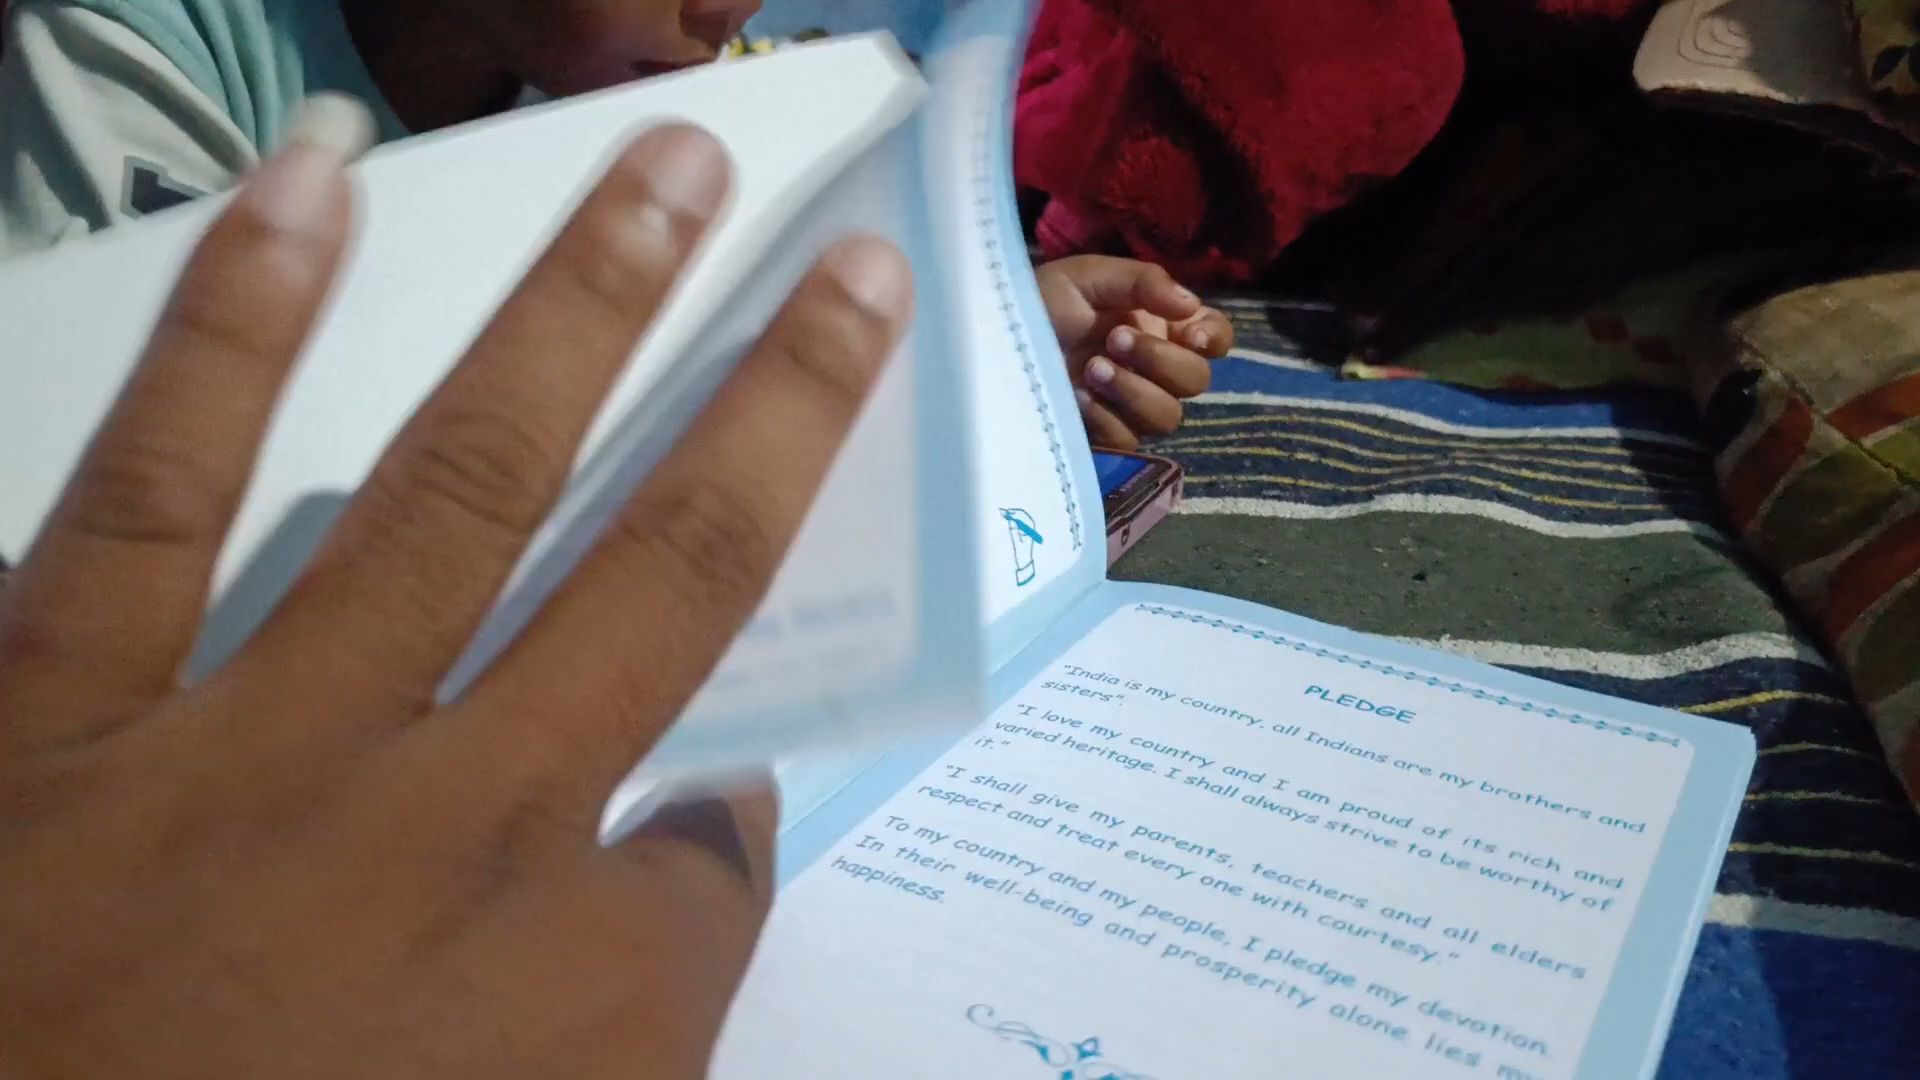 PLEDGE
"India is my country, all Indians are my brothers and
sisters".
"I love my country and I am proud of its rich and
varied heritage. I shall always strive to be worthy of
it."
"I shall give my parents, teachers and all elders
respect and treat every one with courtesy."
To my country and my people, I pledge my devotion
In their well-being and prosperity alone lies my
happiness.